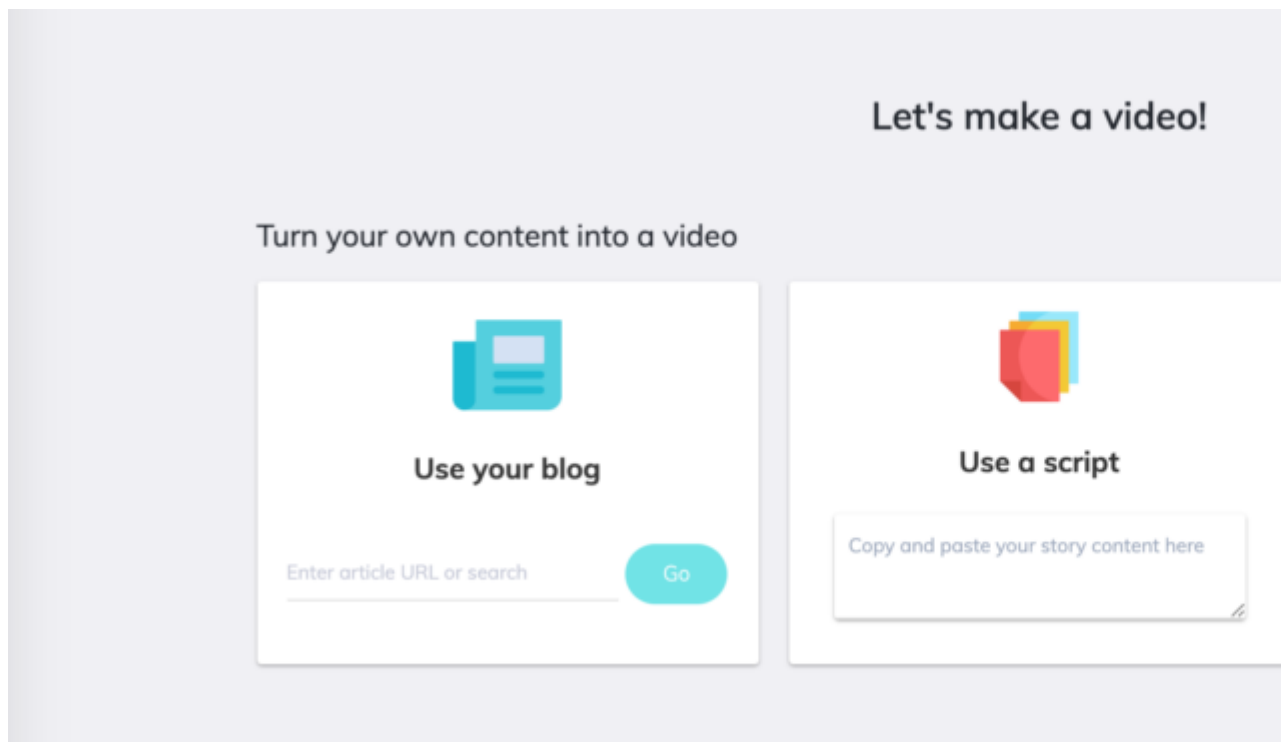 Let's make a video!
Turn your own content into a video
Use your blog
Enter article URL or search
Go
Use a script
Copy and paste your story content here